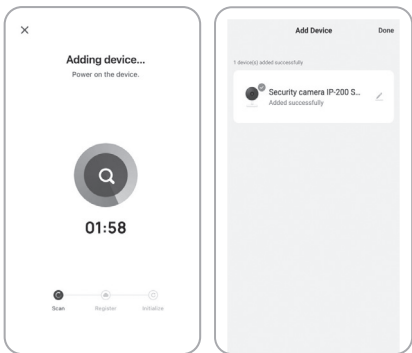 Adding device...
Power on the device.
01:58
Scan
Register
Initialize
Add Device
Done
1 device(s) added successfully
Security camera IP-200 S...
Added successfully